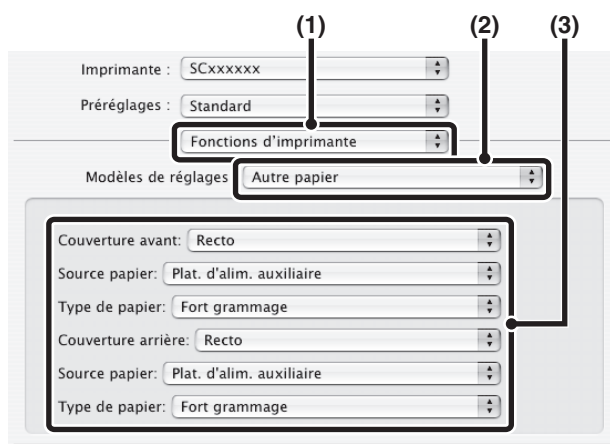 (1) (2) (3)
Imprimante : SCxxxxxx
Préréglages : Standard
Fonctions d'imprimante
Modèles de réglages Autre papier
Couverture avant: Recto
Source papier: Plat. d'alim. auxiliaire
Type de papier: Fort grammage
Couverture arrière: Recto
Source papier: Plat. d'alim. auxiliaire
Type de papier: Fort grammage